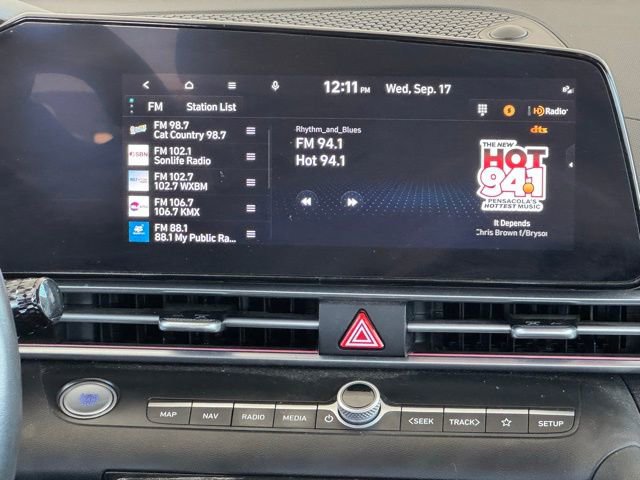 12:11 PM Wed, Sep. 17
FM Station List
HD Radio
FM 98.7
Cat Country 98.7
SBN
FM 102.1
Sonlife Radio
FM 102.7
102.7 WXBM
FM 106.7
106.7 KMX
FM 88.1
88.1 My Public Ra...
Rhythm_and_Blues
FM 94.1
Hot 94.1
dts
THE NEW
HOT
94.1
PENSACOLA'S
HOTTEST MUSIC
It Depends
Chris Brown f/Bryson
MAP NAV RADIO MEDIA <SEEK TRACK> SETUP